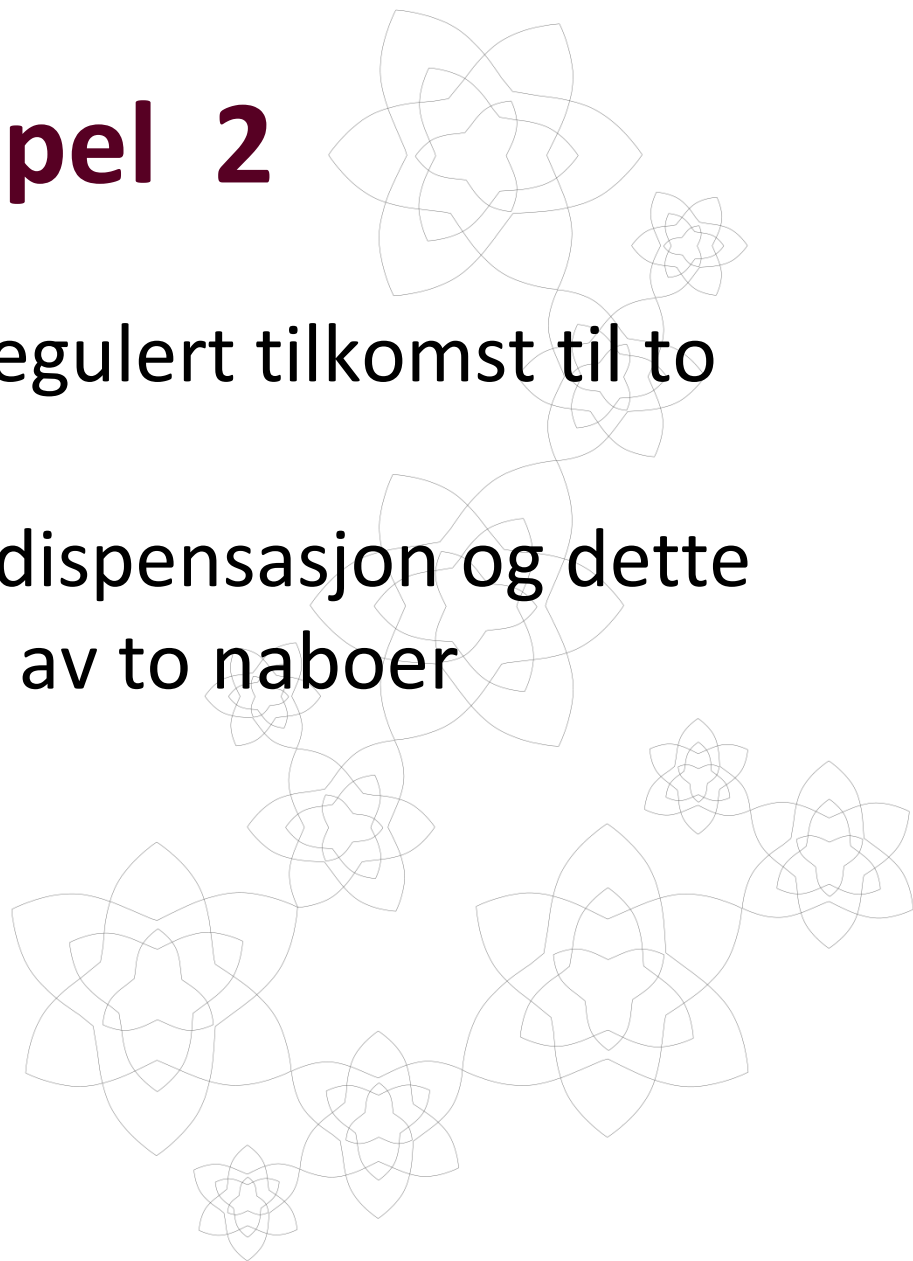 pel 2
egulert tilkomst til to
dispensasjon og dette
av to naboer